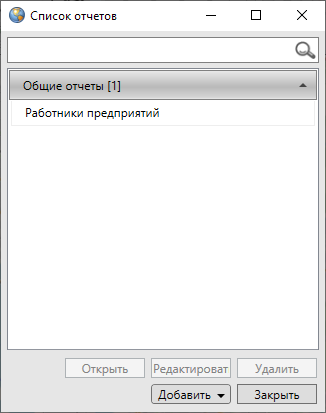 Список отчетов
Общие отчеты [1]
Работники предприятий
Открыть
Редактироват
Удалить
Добавить
Закрыть